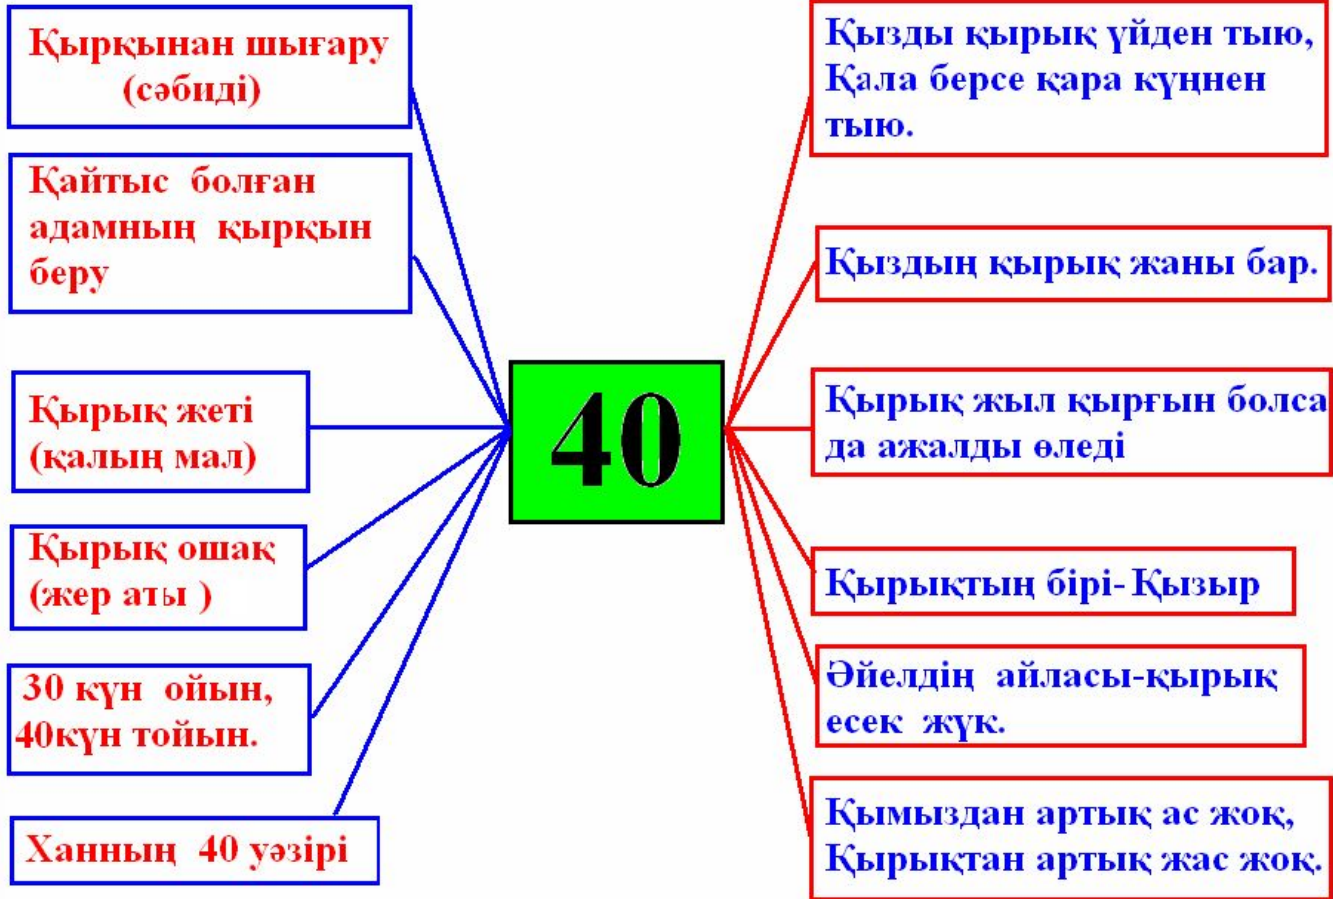 Қырқынан шығару
(сәбиді)
Қайтыс болған
адамның қырқын
беру
Қырық жеті
(қалың мал)
Қырық ошақ
(жер аты )
30 күн ойын,
40күн тойын.
Ханның 40 уәзірі
40
Қызды қырық үйден тыю,
Қала берсе қара күңнен
тыю.
Қыздың қырық жаны бар.
Қырық жыл қырғын болса
да ажалды өледі
Қырықтың бірі- Қызыр
Әйелдің айласы-қырық
есек жүк.
Қымыздан артық ас жоқ,
Қырықтан артық жас жоқ.